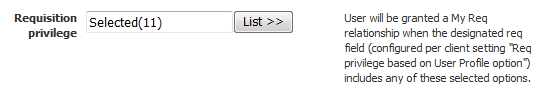 Requisition
privilege
Selected(11)
List >>
User will be granted a My Req
relationship when the designated req
field (configured per client setting "Req
privilege based on User Profile option")
includes any of these selected options.